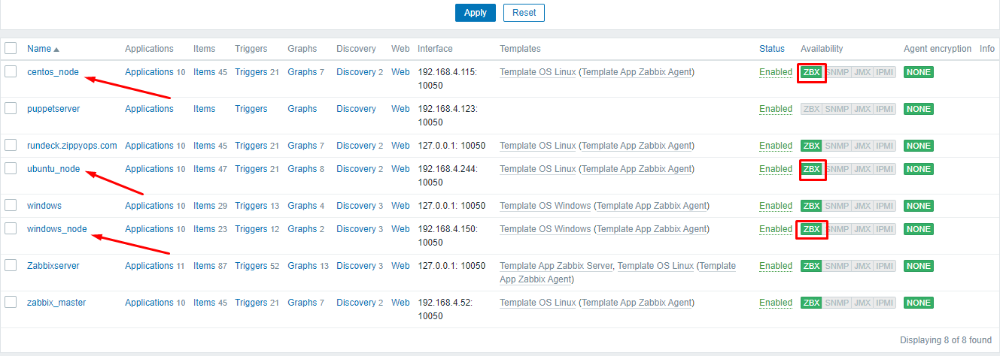 Apply Reset
Name Applications Items Triggers Graphs Discovery Web Interface Templates Status Availability Agent encryption Info
centos_node Applications 10 Items 45 Triggers 21 Graphs 7 Discovery 2 Web 192.168.4.115: Template OS Linux (Template App Zabbix Agent) Enabled ZBX SNMP JMX IPMI NONE
10050
puppetserver Applications Items Triggers Graphs Discovery Web 192.168.4.123: Enabled ZBX SNMP JMX IPMI NONE
10050
rundeck.zippyops.com Applications 10 Items 45 Triggers 21 Graphs 7 Discovery 2 Web 127.0.0.1: 10050 Template OS Linux (Template App Zabbix Agent) Enabled ZBX SNMP JMX IPMI NONE
ubuntu_node Applications 10 Items 47 Triggers 21 Graphs 8 Discovery 2 Web 192.168.4.244: Template OS Linux (Template App Zabbix Agent) Enabled ZBX SNMP JMX IPMI NONE
10050
windows Applications 10 Items 29 Triggers 13 Graphs 4 Discovery 3 Web 127.0.0.1: 10050 Template OS Windows (Template App Zabbix Agent) Enabled ZBX SNMP JMX IPMI NONE
windows_node Applications 10 Items 23 Triggers 12 Graphs 2 Discovery 3 Web 192.168.4.150: Template OS Windows (Template App Zabbix Agent) Enabled ZBX SNMP JMX IPMI NONE
10050
Zabbixserver Applications 11 Items 87 Triggers 52 Graphs 13 Discovery 3 Web 127.0.0.1: 10050 Template App Zabbix Server, Template OS Linux (Template Enabled ZBX SNMP JMX IPMI NONE
App Zabbix Agent)
zabbix_master Applications 10 Items 45 Triggers 21 Graphs 7 Discovery 2 Web 192.168.4.52: Template OS Linux (Template App Zabbix Agent) Enabled ZBX SNMP JMX IPMI NONE
10050
Displaying 8 of 8 found